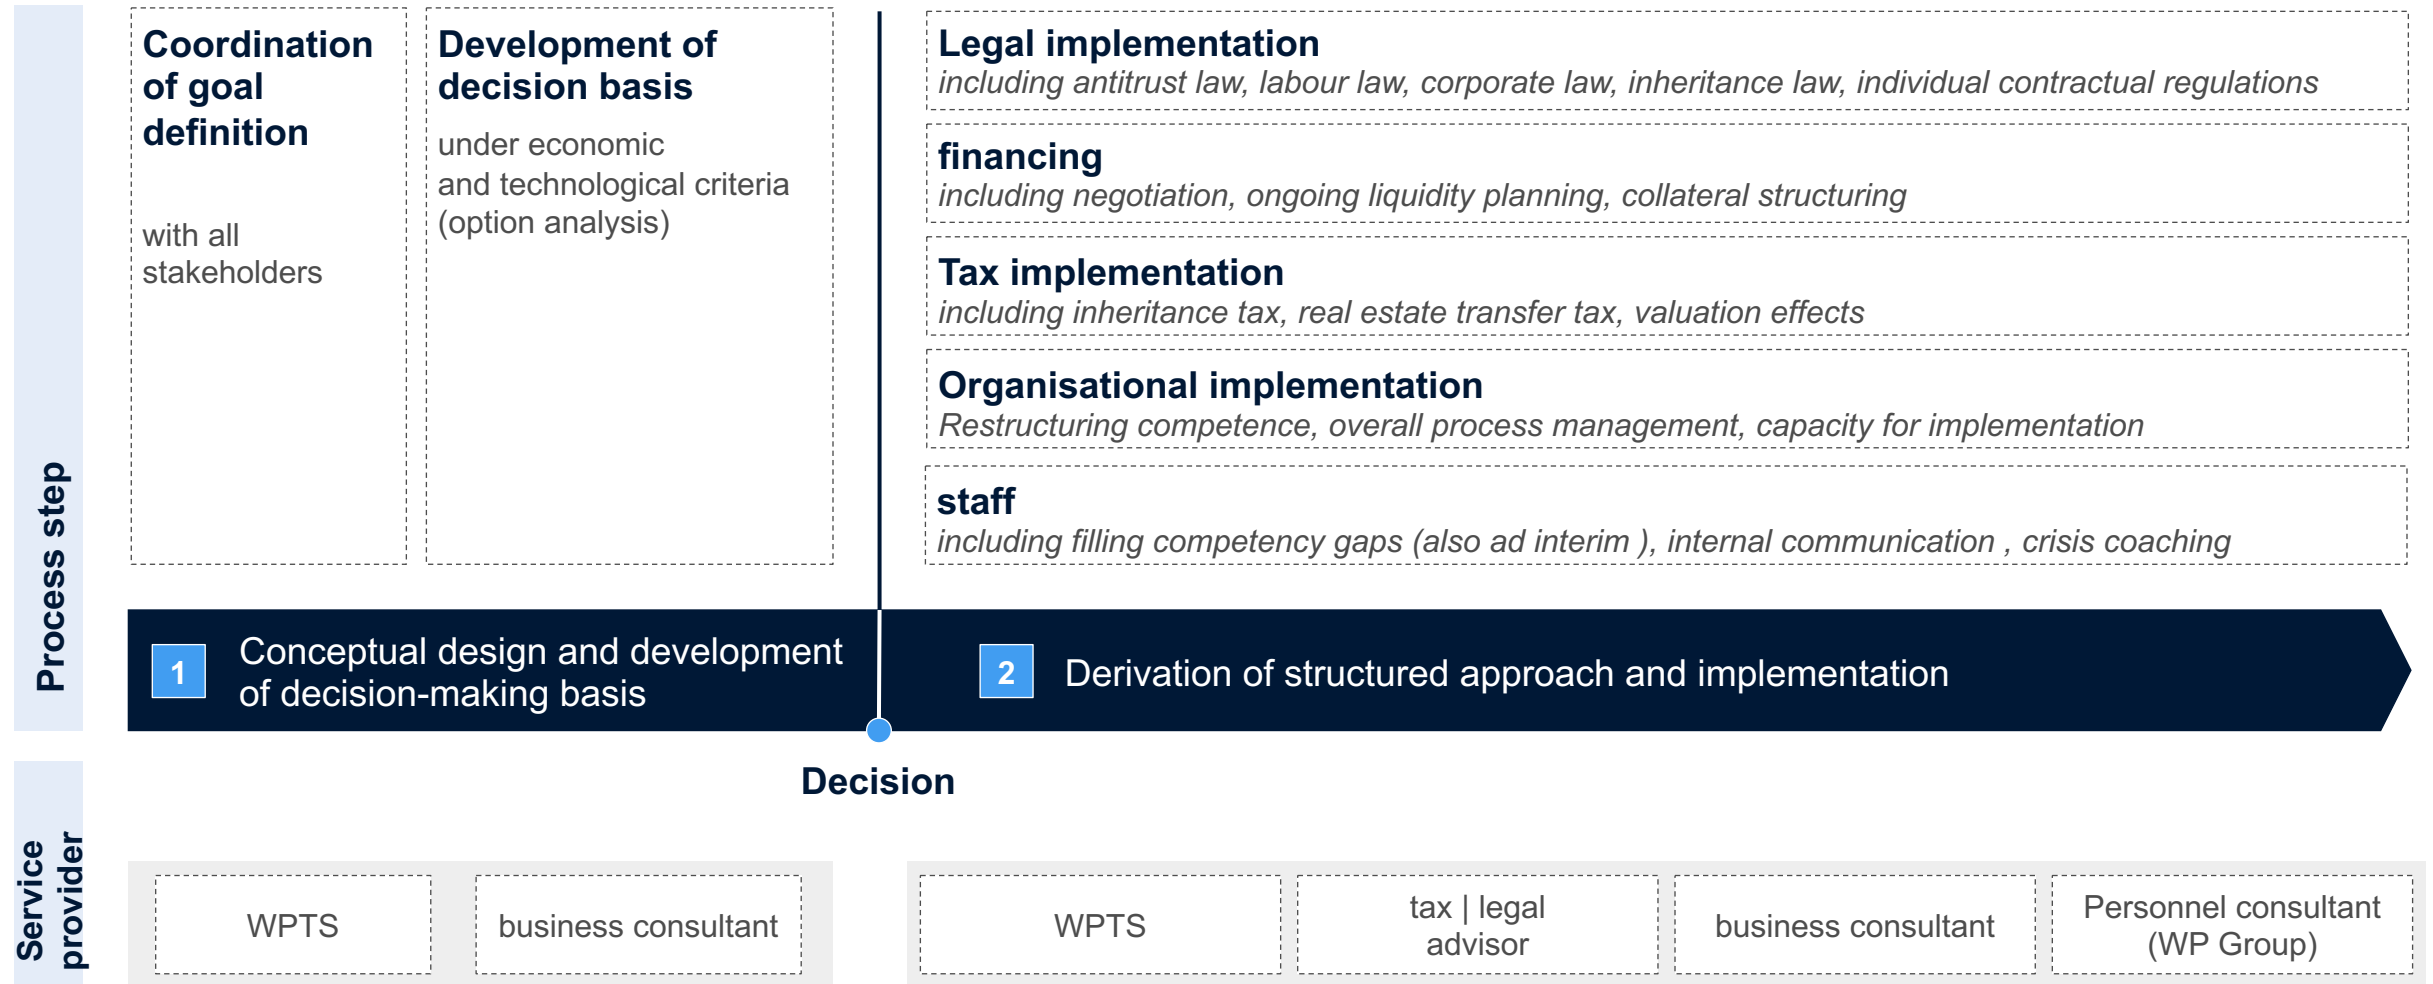 Process step
Coordination
of goal
definition
with all
stakeholders
Development of
decision basis
under economic
and technological criteria
(option analysis)
Legal implementation
including antitrust law, labour law, corporate law, inheritance law, individual contractual regulations
financing
including negotiation, ongoing liquidity planning, collateral structuring
Tax implementation
including inheritance tax, real estate transfer tax, valuation effects
Organisational implementation
Restructuring competence, overall process management, capacity for implementation
staff
including filling competency gaps (also ad interim ), internal communication , crisis coaching
1
Conceptual design and development
of decision-making basis
2
Derivation of structured approach and implementation
Decision
Service
provider
WPTS
business consultant
WPTS
tax | legal
advisor
business consultant
Personnel consultant
(WP Group)